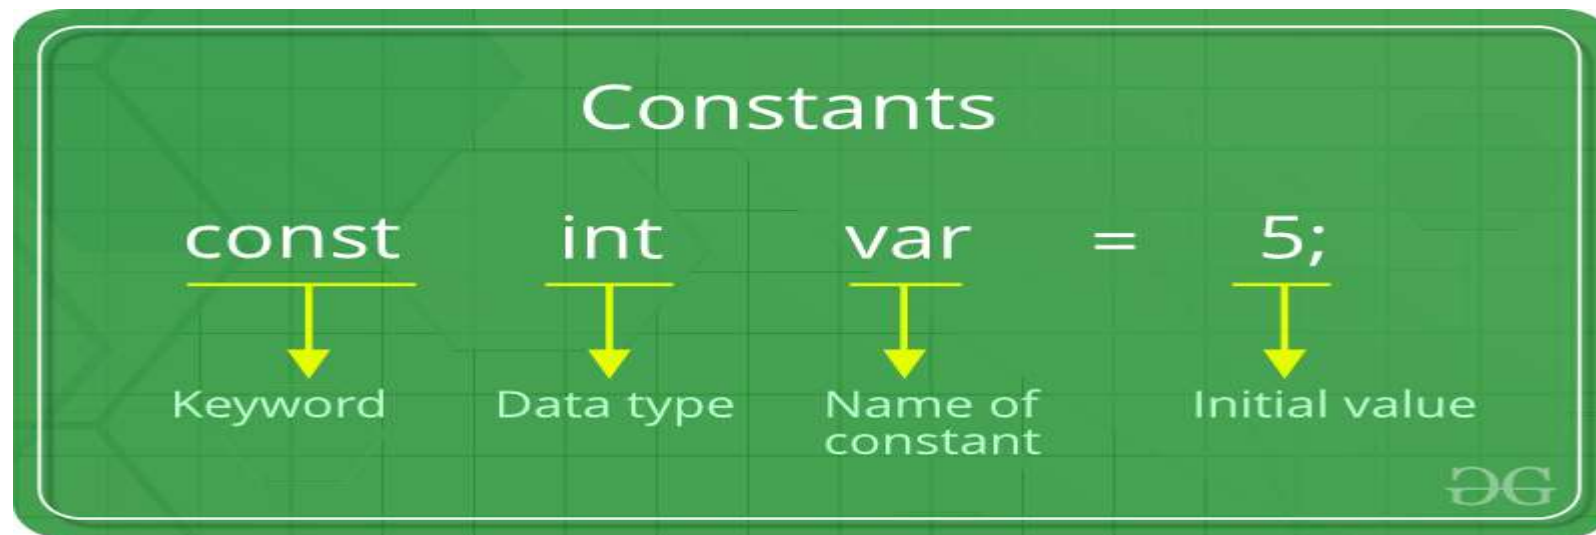 Constants
const int var = 5;
Keyword Data type Name of constant Initial value